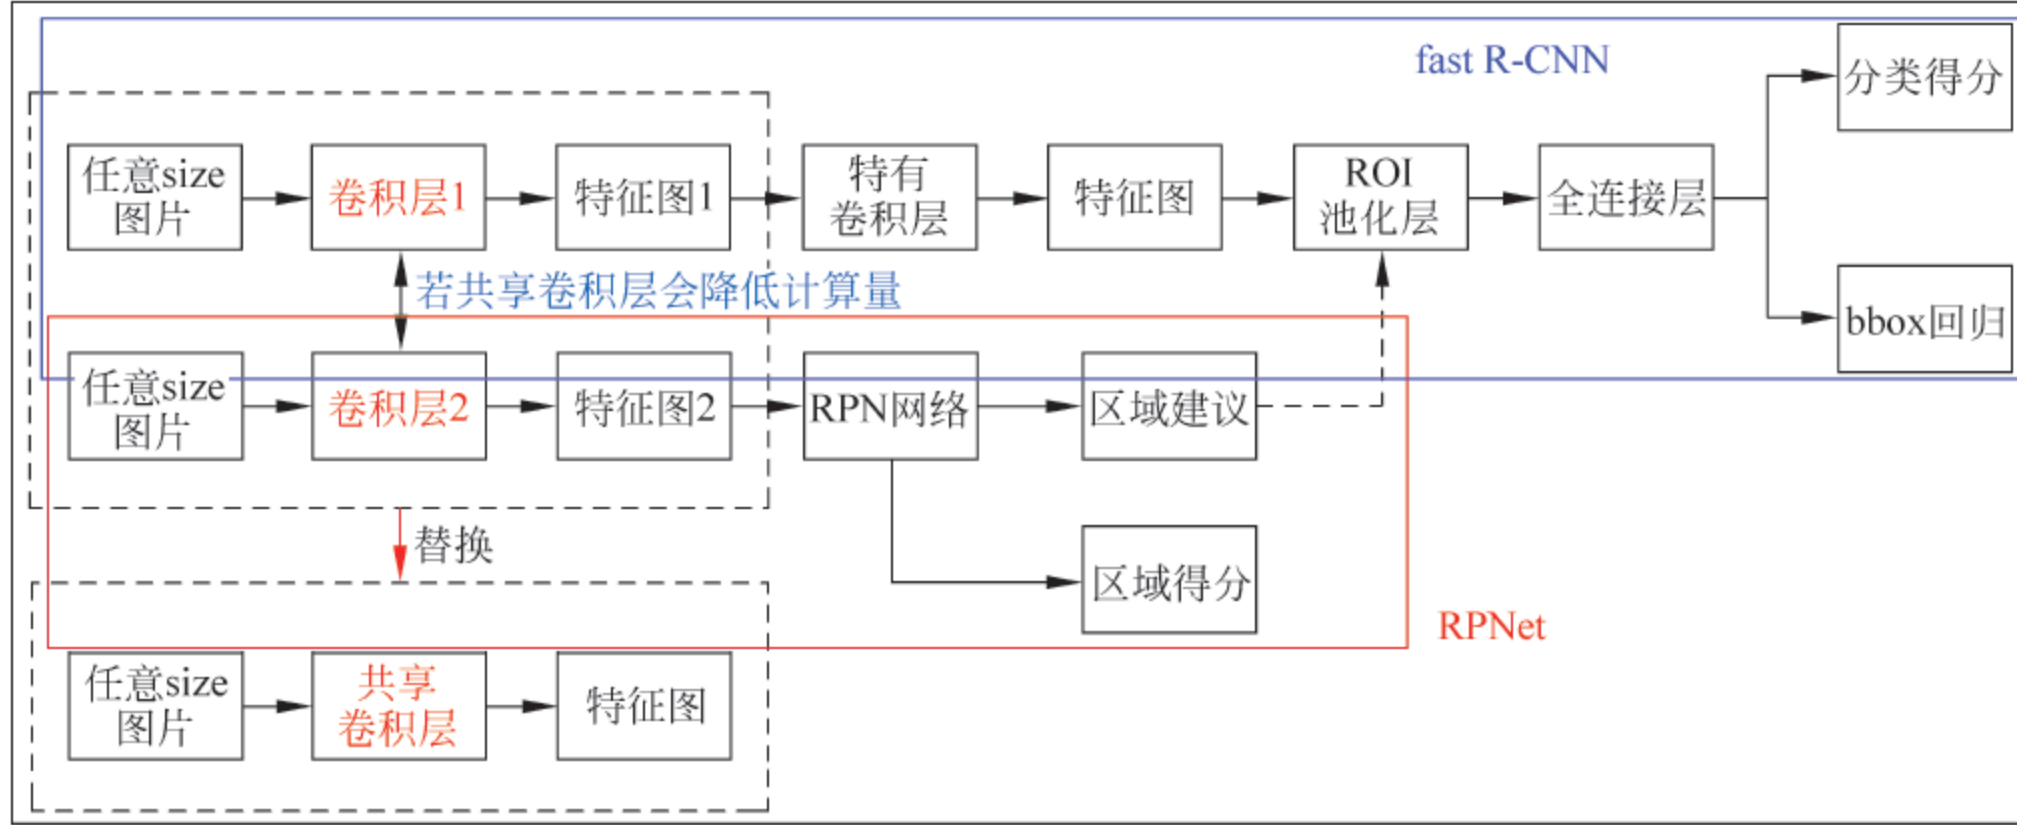 fast R-CNN
分类得分
任意size
图片
卷积层1
特征图1
特有
卷积层
特征图
ROI
池化层
全连接层
若共享卷积层会降低计算量
bbox回归
任意size
图片
卷积层2
特征图2
RPN网络
区域建议
替换
区域得分
RPNet
任意size
图片
共享
卷积层
特征图